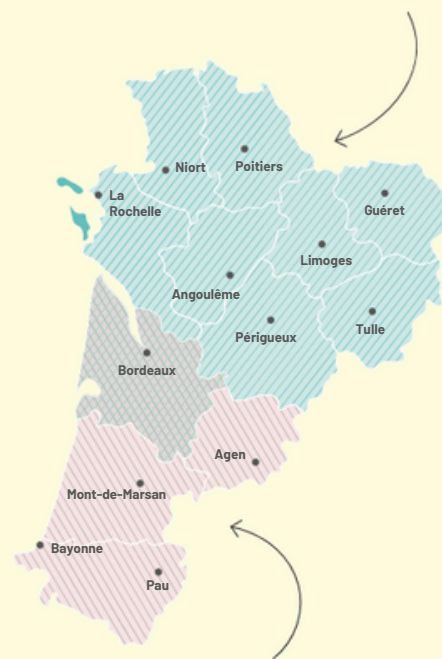 Niort
Poitiers
La
Rochelle
Guéret
Limoges
Angoulême
Périgueux
Tulle
Bordeaux
Agen
Mont-de-Marsan
Bayonne
Pau